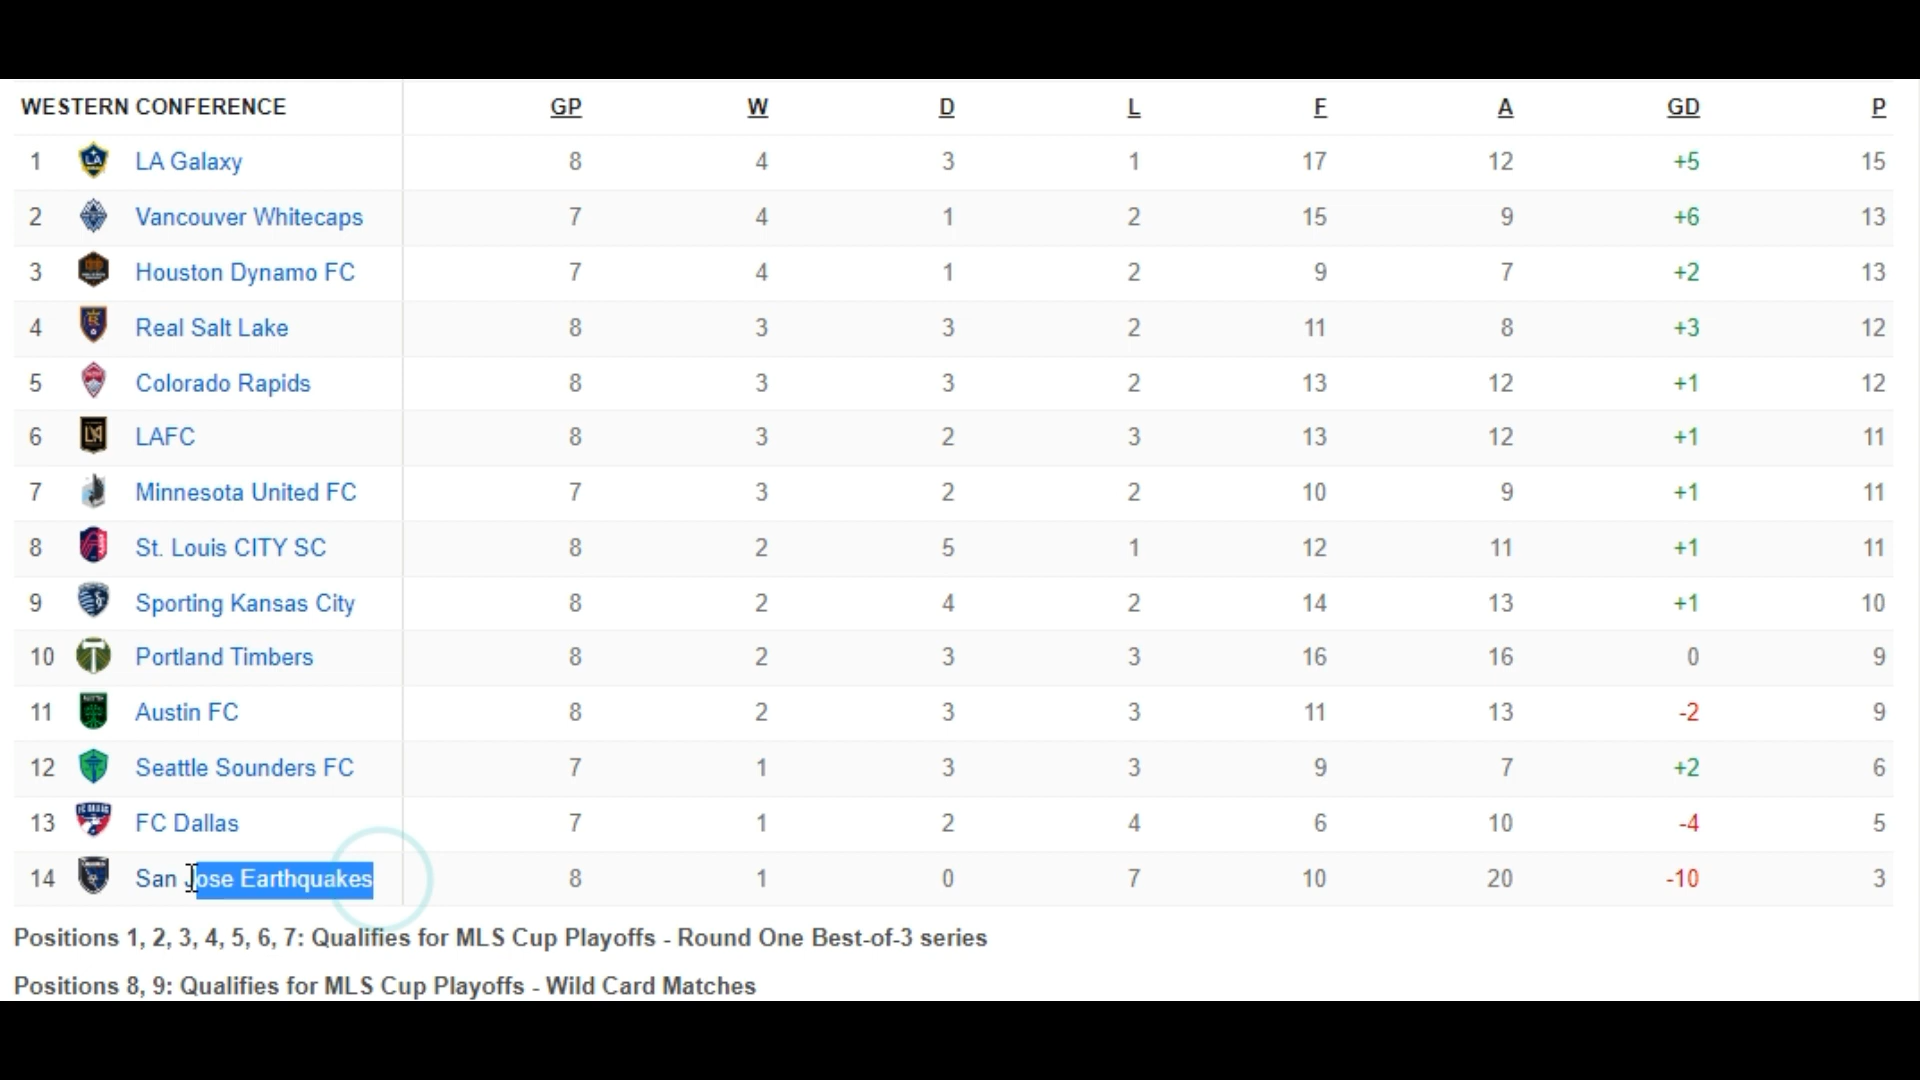 WESTERN CONFERENCE GP W D L F A GD P
1 LA Galaxy 8 4 3 1 17 12 +5 15
2 Vancouver Whitecaps 7 4 1 2 15 9 +6 13
3 Houston Dynamo FC 7 4 1 2 9 7 +2 13
4 Real Salt Lake 8 3 3 2 11 8 +3 12
5 Colorado Rapids 8 3 3 2 13 12 +1 12
6 LAFC 8 3 2 3 13 12 +1 11
7 Minnesota United FC 7 3 2 2 10 9 +1 11
8 St. Louis CITY SC 8 2 5 1 12 11 +1 11
9 Sporting Kansas City 8 2 4 2 14 13 +1 10
10 Portland Timbers 8 2 3 3 16 16 0 9
11 Austin FC 8 2 3 3 11 13 -2 9
12 Seattle Sounders FC 7 1 3 3 9 7 +2 6
13 FC Dallas 7 1 2 4 6 10 -4 5
14 San Jose Earthquakes 8 1 0 7 10 20 -10 3
Positions 1, 2, 3, 4, 5, 6, 7: Qualifies for MLS Cup Playoffs - Round One Best-of-3 series
Positions 8, 9: Qualifies for MLS Cup Playoffs - Wild Card Matches